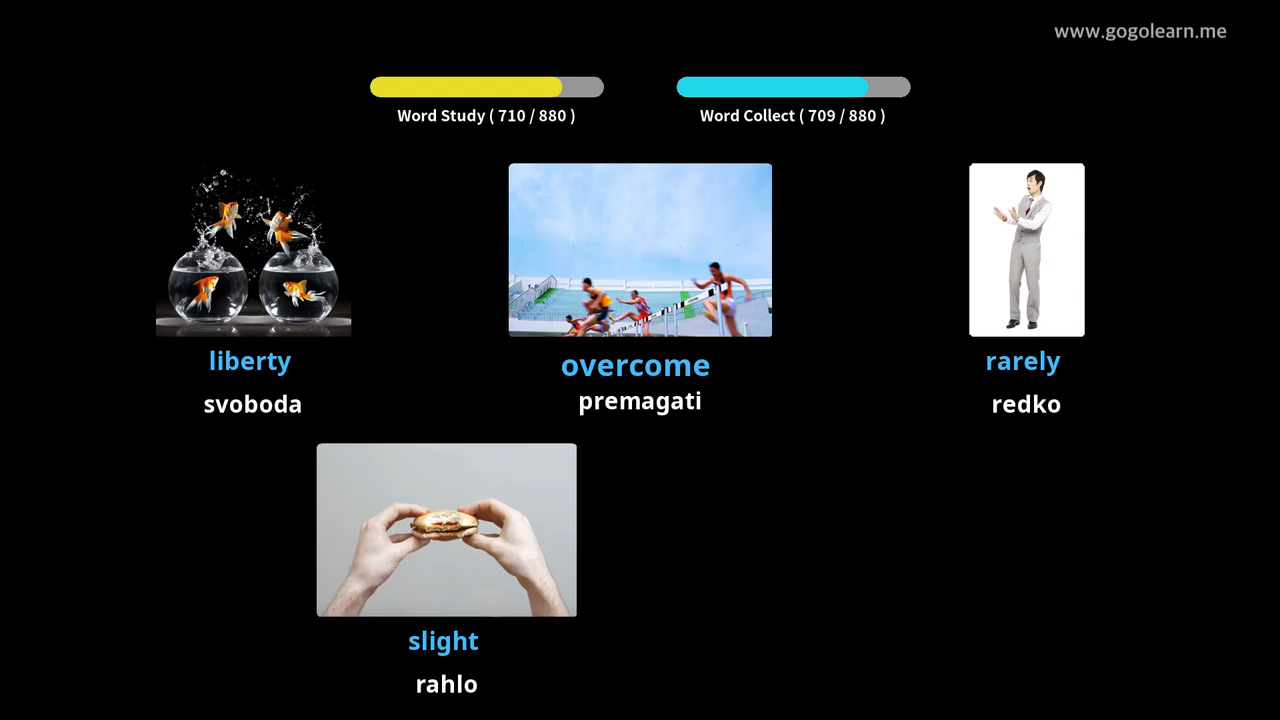 www.gogolearn.me
Word Study ( 710 / 880 )
Word Collect ( 709 / 880 )
liberty
svoboda
overcome
premagati
rarely
redko
slight
rahlo